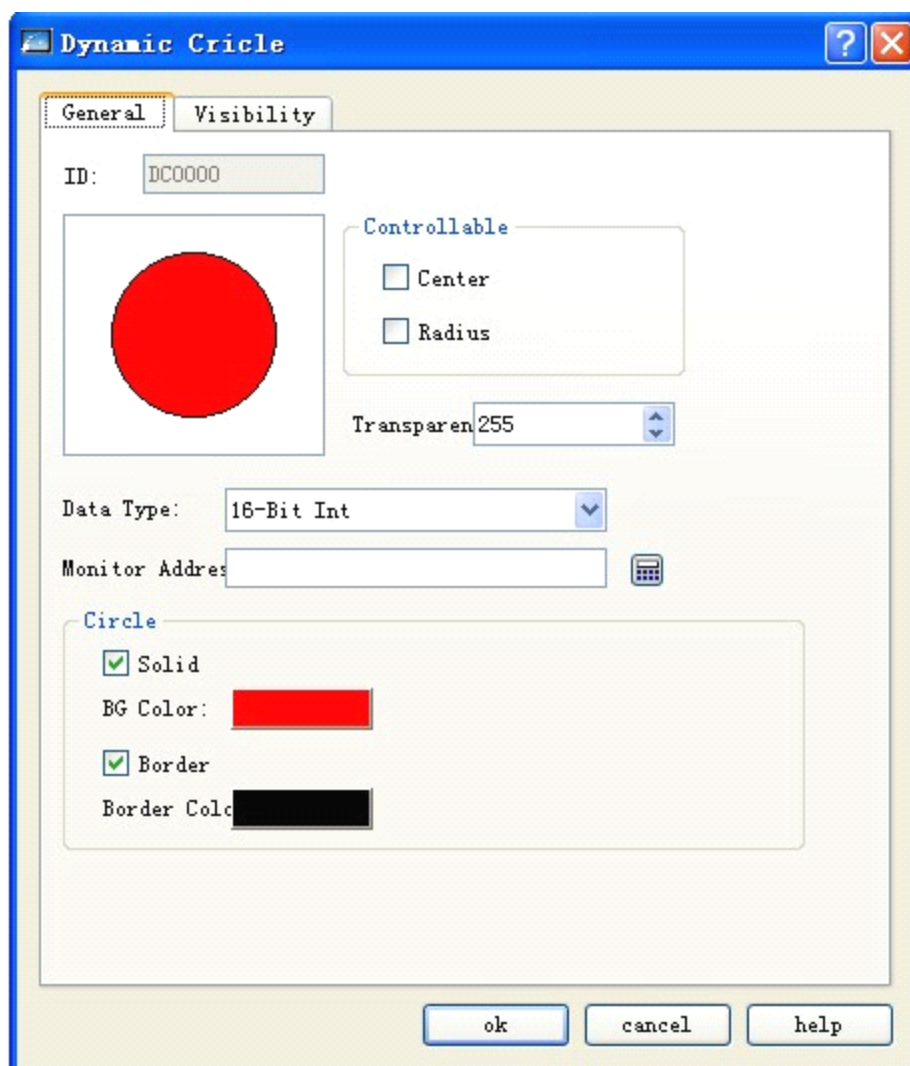 Dynamic Cricle
General Visibility
ID: DC0000
Controllable
Center
Radius
Transparen 255
Data Type: 16-Bit Int
Monitor Addres
Circle
Solid
BG Color:
Border
Border Colo
ok cancel help